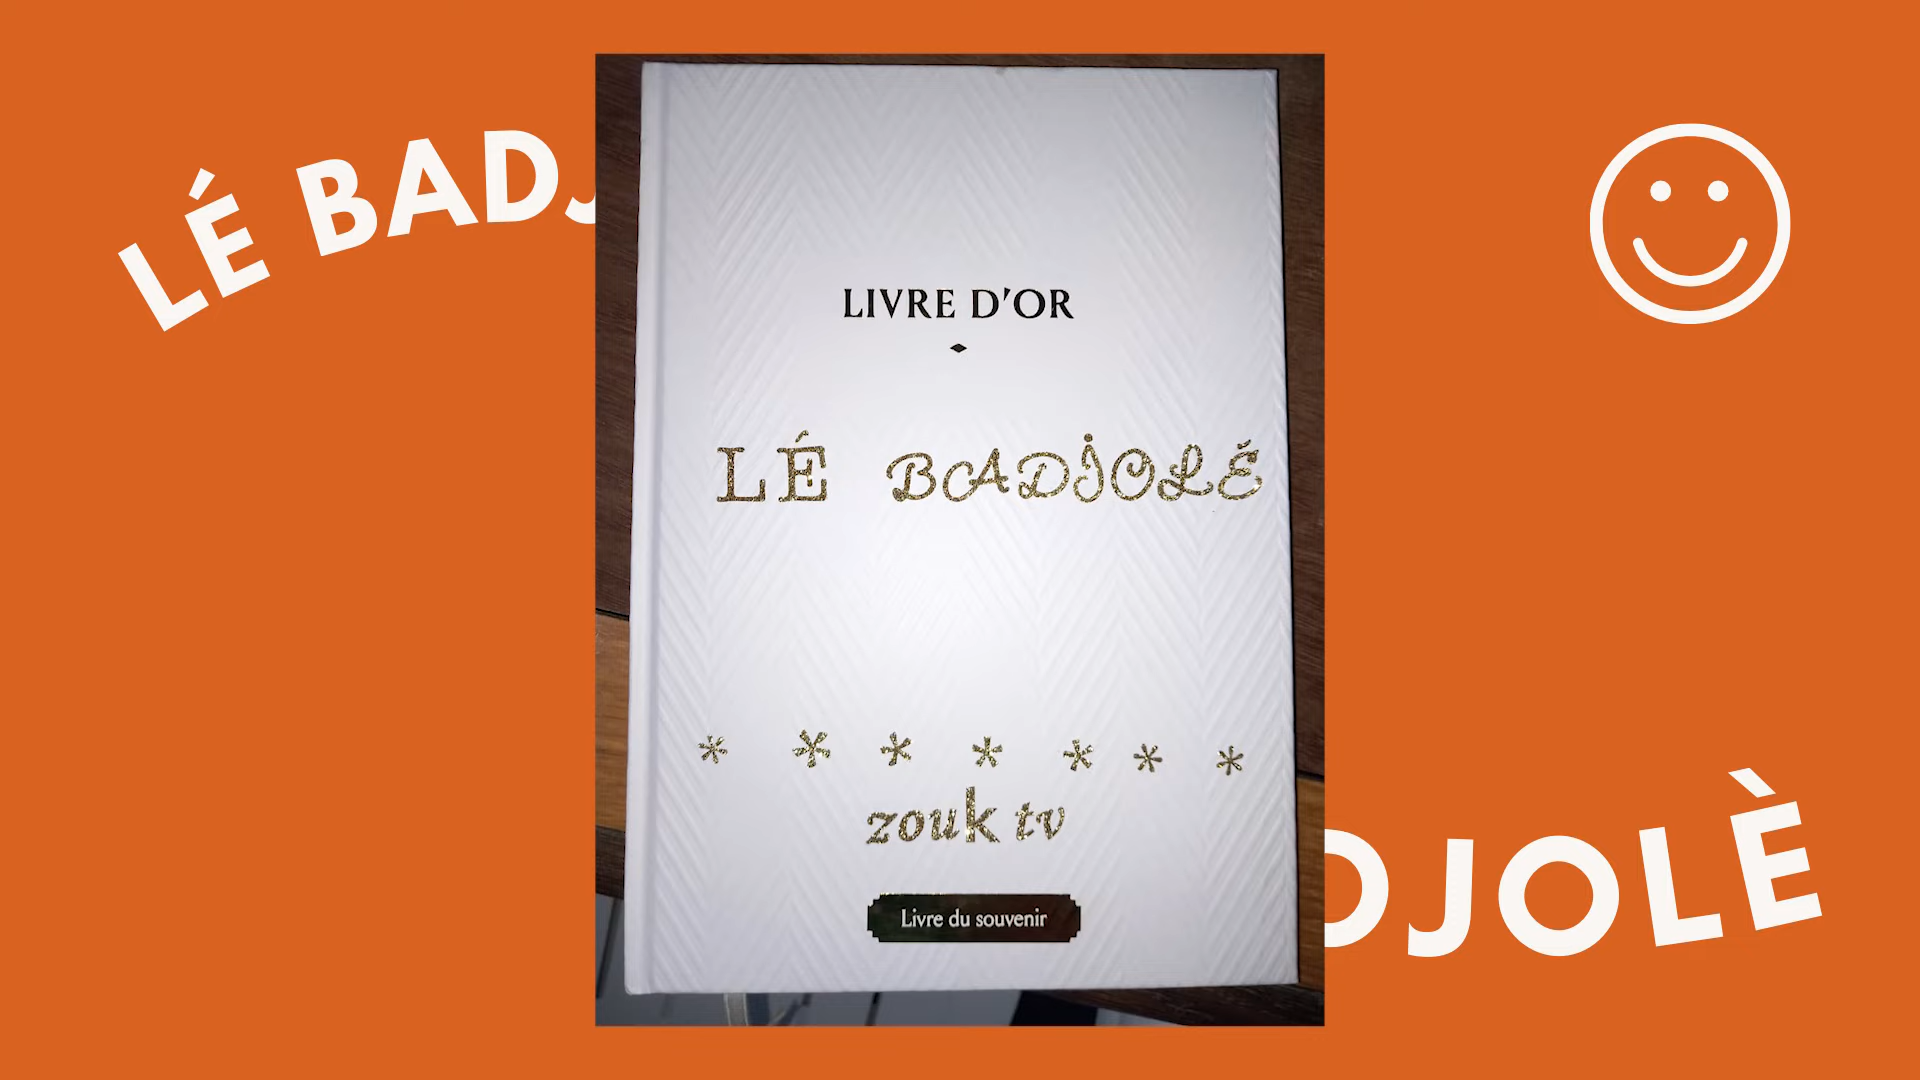 LÉ BADJ
LIVRE D'OR
LÉ BADJOLÉ
* * * * * * *
zouk tv
Livre du souvenir
DJOLÈ